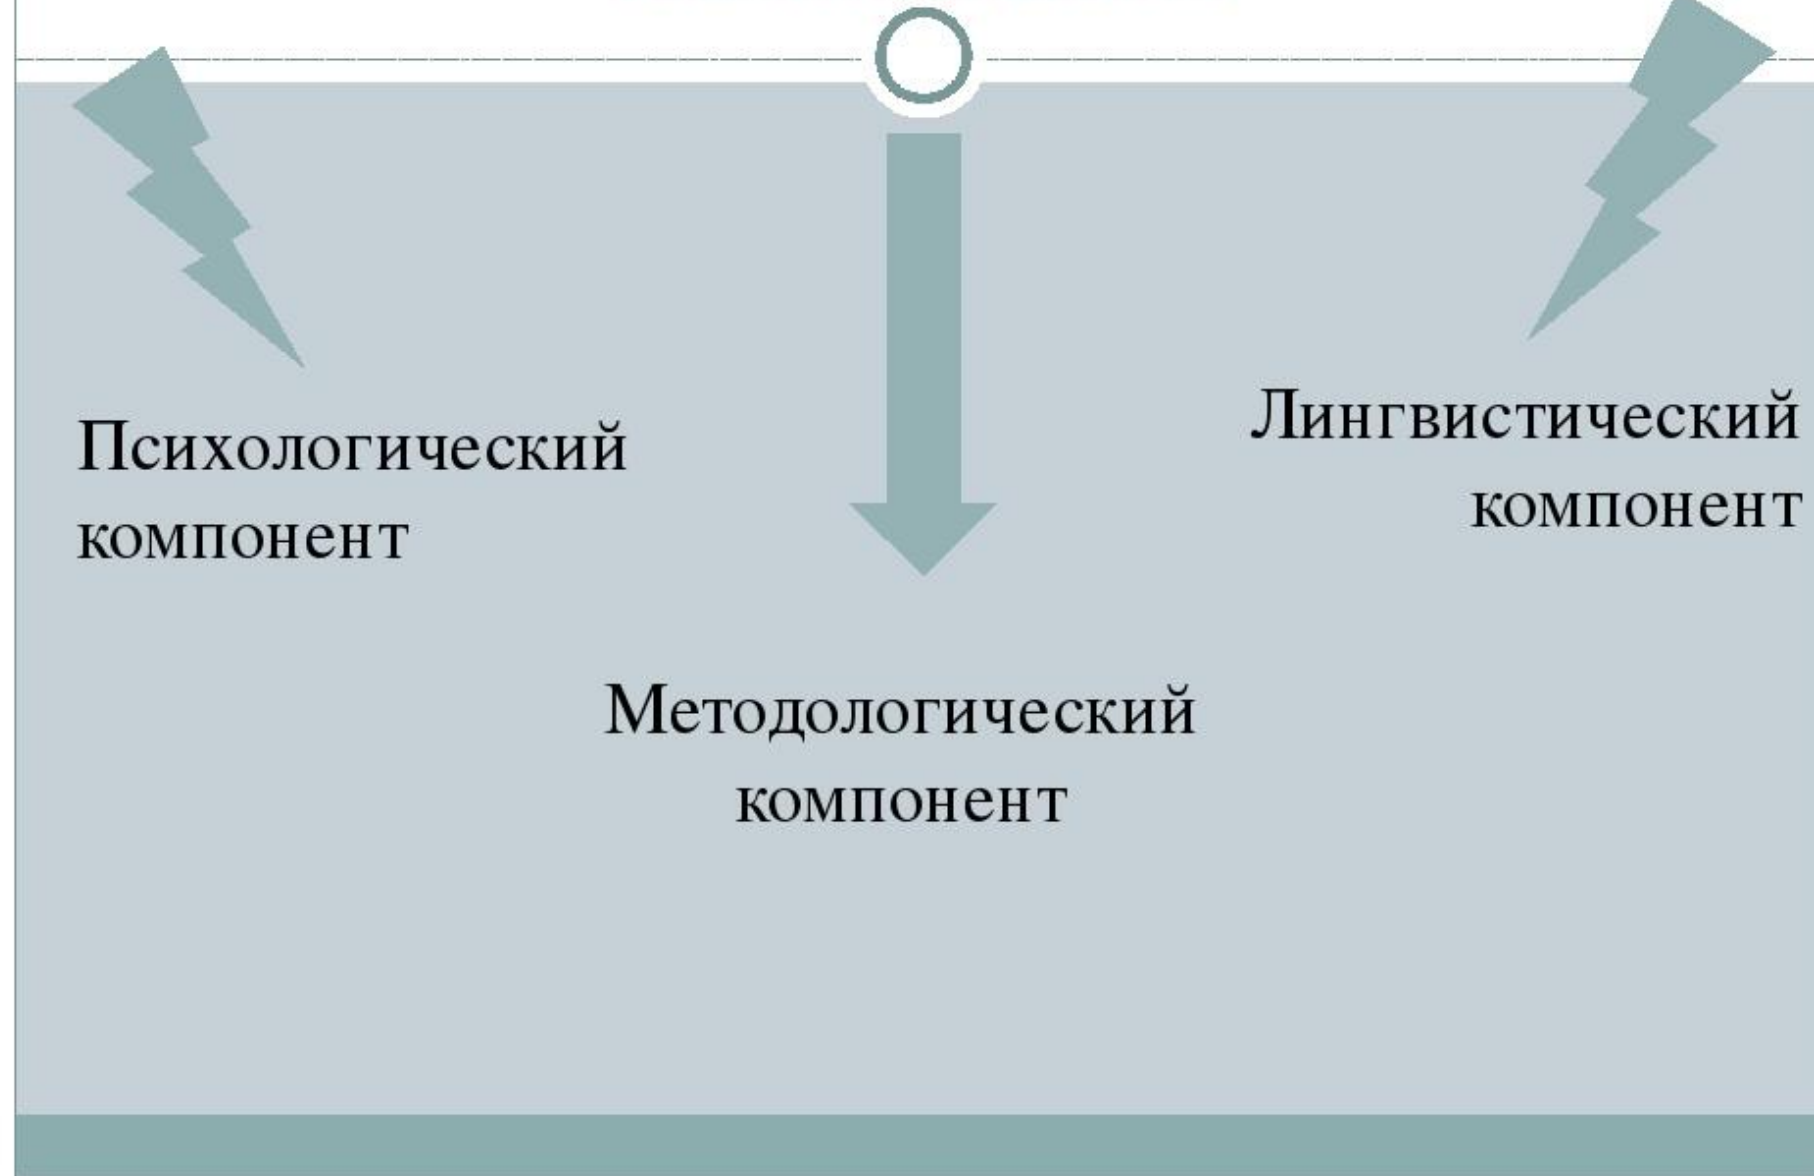 Психологический
компонент
Лингвистический
компонент
Методологический
компонент